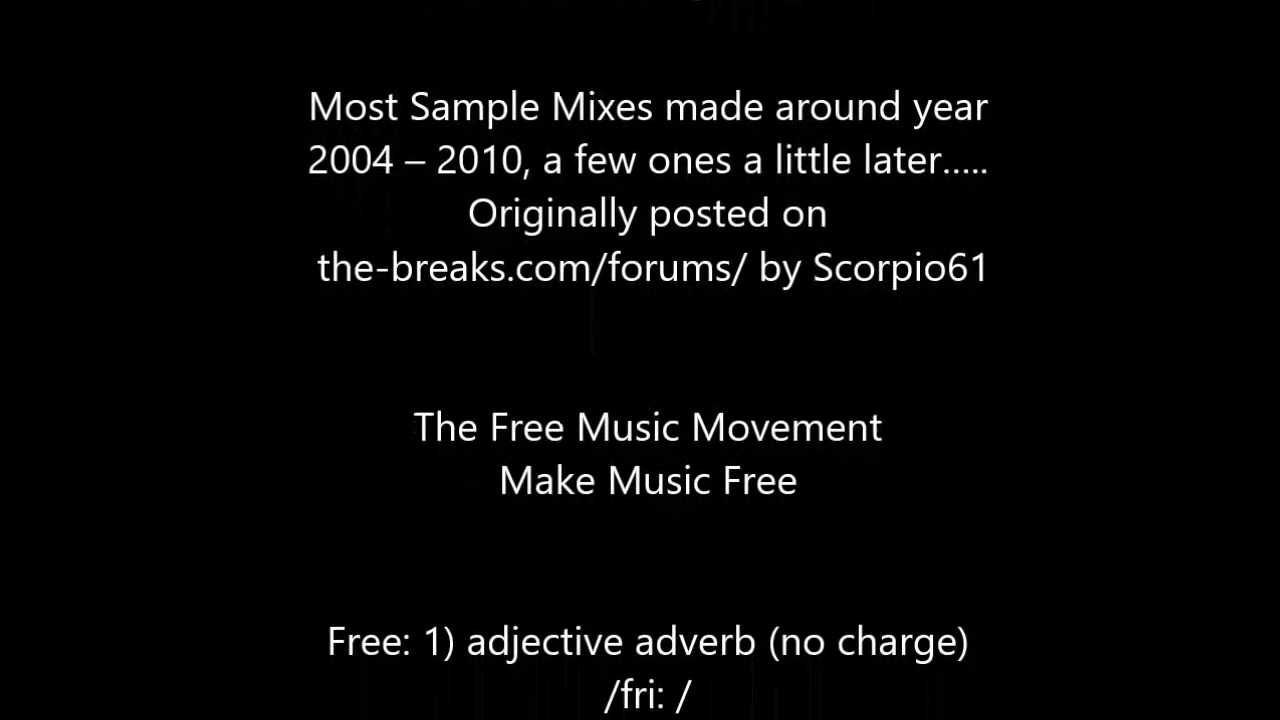 Most Sample Mixes made around year
2004 – 2010, a few ones a little later.....
Originally posted on
the-breaks.com/forums/ by Scorpio61
The Free Music Movement
Make Music Free
Free: 1) adjective adverb (no charge)
/fri: /